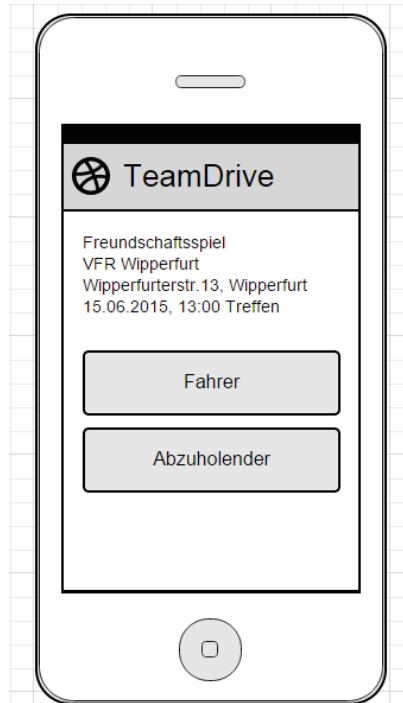 TeamDrive
Freundschaftsspiel
VFR Wipperfurt
Wipperfurterstr.13, Wipperfurt
15.06.2015, 13:00 Treffen
Fahrer
Abzuholender